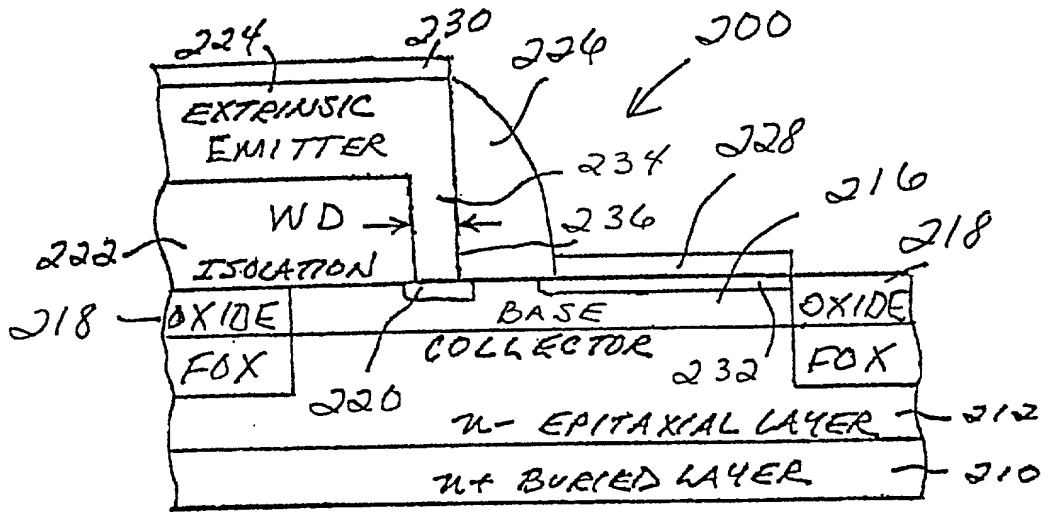 224
230
226
200
EXTRINSIC
EMITTER
234
228
216
WD
236
218
222
ISOLATION
218
OXIDE
BASE
OXIDE
FOX
COLLECTOR
232
FOX
220
n- EPITAXIAL LAYER
212
n+ BURIED LAYER
210